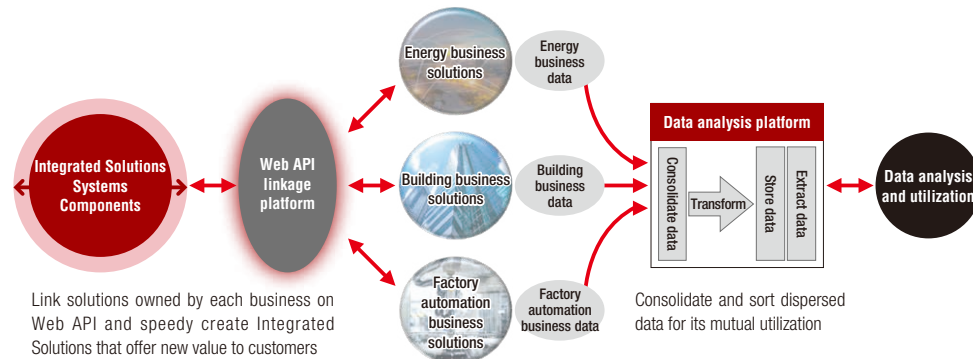 Integrated Solutions
Systems
Components
Web API
linkage
platform
Energy business
solutions
Energy
business
data
Building business
solutions
Building
business
data
Factory
automation
business
solutions
Factory
automation
business data
Data analysis platform
Consolidate data
Transform
Store data
Extract data
Data analysis
and utilization
Link solutions owned by each business on
Web API and speedy create Integrated
Solutions that offer new value to customers
Consolidate and sort dispersed
data for its mutual utilization